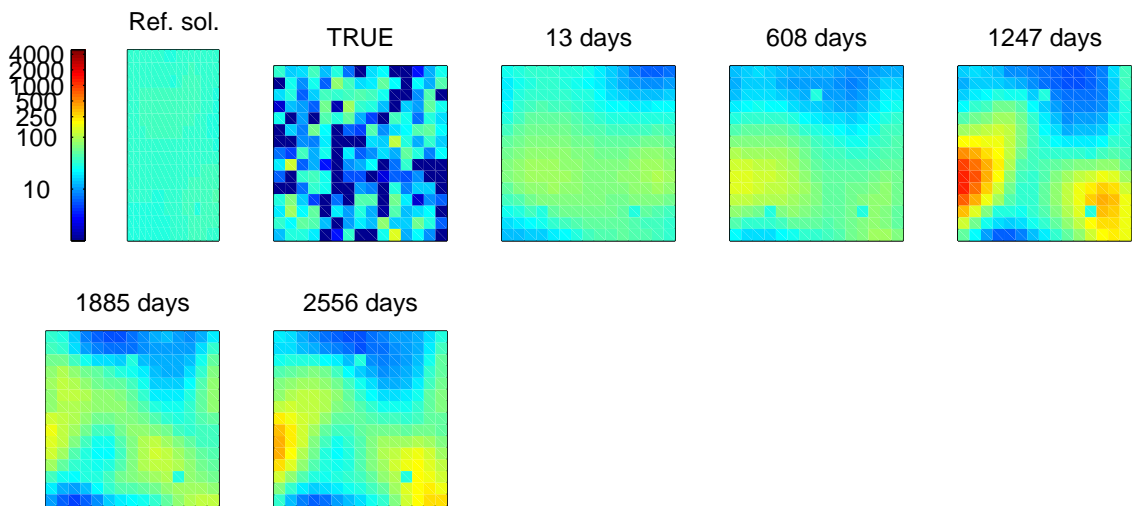 Ref. sol.
TRUE
13 days
608 days
1247 days
4000
2000
1000
500
250
100
10
1885 days
2556 days